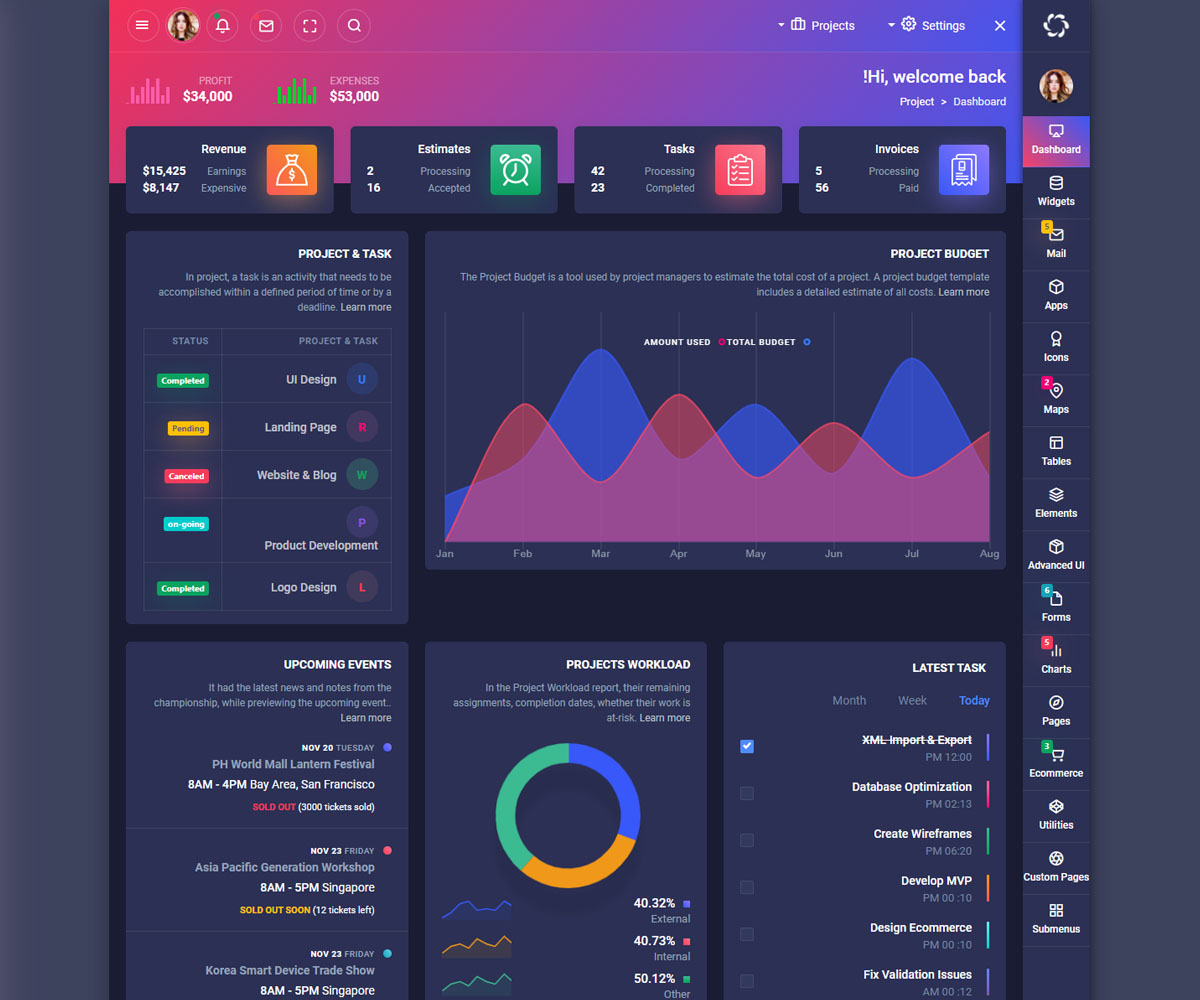 Projects
Settings
PROFIT
$34,000
EXPENSES
$53,000
!Hi, welcome back
Project > Dashboard
Revenue
$15,425 Earnings
$8,147 Expensive
Estimates
2 Processing
16 Accepted
Tasks
42 Processing
23 Completed
Invoices
5 Processing
56 Paid
PROJECT & TASK
In project, a task is an activity that needs to be
accomplished within a defined period of time or by a
deadline. Learn more
STATUS PROJECT & TASK
Completed UI Design U
Pending Landing Page R
Canceled Website & Blog W
on-going P
Product Development
Completed Logo Design L
PROJECT BUDGET
The Project Budget is a tool used by project managers to estimate the total cost of a project. A project budget template
includes a detailed estimate of all costs. Learn more
AMOUNT USED TOTAL BUDGET
Jan Feb Mar Apr May Jun Jul Aug
UPCOMING EVENTS
It had the latest news and notes from the
championship, while previewing the upcoming event..
Learn more
NOV 20 TUESDAY
PH World Mall Lantern Festival
8AM - 4PM Bay Area, San Francisco
SOLD OUT (3000 tickets sold)
NOV 23 FRIDAY
Asia Pacific Generation Workshop
8AM - 5PM Singapore
SOLD OUT SOON (12 tickets left)
NOV 23 FRIDAY
Korea Smart Device Trade Show
8AM - 5PM Singapore
PROJECTS WORKLOAD
In the Project Workload report, their remaining
assignments, completion dates, whether their work is
at-risk. Learn more
40.32%
External
40.73%
Internal
50.12%
Other
LATEST TASK
Month Week Today
XML Import & Export
PM 12:00
Database Optimization
PM 02:13
Create Wireframes
PM 06:20
Develop MVP
PM 00 :10
Design Ecommerce
PM 00 :10
Fix Validation Issues
AM 00 :12
Dashboard
Widgets
5
Mail
Apps
Icons
2
Maps
Tables
Elements
Advanced UI
6
Forms
5
Charts
Pages
3
Ecommerce
Utilities
Custom Pages
Submenus